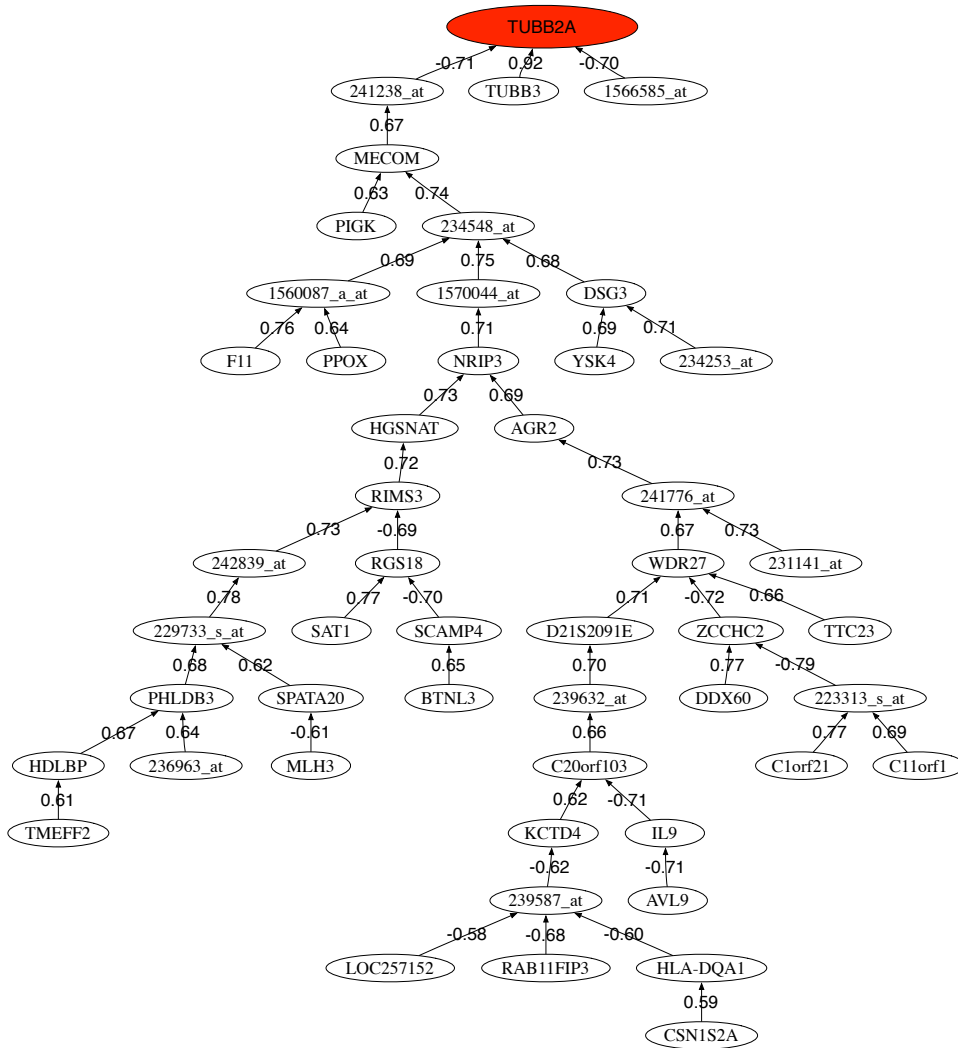 TUBB2A
-0.71 0.92 -0.70
241238_at TUBB3 1566585_at
0.67
MECOM
0.63 0.74
PIGK 234548_at
0.69 0.75 0.68
1560087_a_at 1570044_at DSG3
0.76 0.64 0.71 0.69 0.71
F11 PPOX NRIP3 YSK4 234253_at
0.73 0.69
HGSNAT AGR2
0.72 0.73
RIMS3 241776_at
0.73 -0.69 0.67 0.73
242839_at RGS18 WDR27 231141_at
0.78 0.77 -0.70 0.71 -0.72 0.66
229733_s_at SAT1 SCAMP4 D21S2091E ZCCHC2 TTC23
0.68 0.62 0.65 0.70 0.77 -0.79
PHLDB3 SPATA20 BTNL3 239632_at DDX60 223313_s_at
0.67 0.64 -0.61 0.66 0.77 0.69
HDLBP 236963_at MLH3 C20orf103 C1orf21 C11orf1
0.61 0.62 -0.71
TMEFF2 KCTD4 IL9
-0.62 -0.71
239587_at AVL9
-0.58 -0.68 -0.60
LOC257152 RAB11FIP3 HLA-DQA1
0.59
CSN1S2A